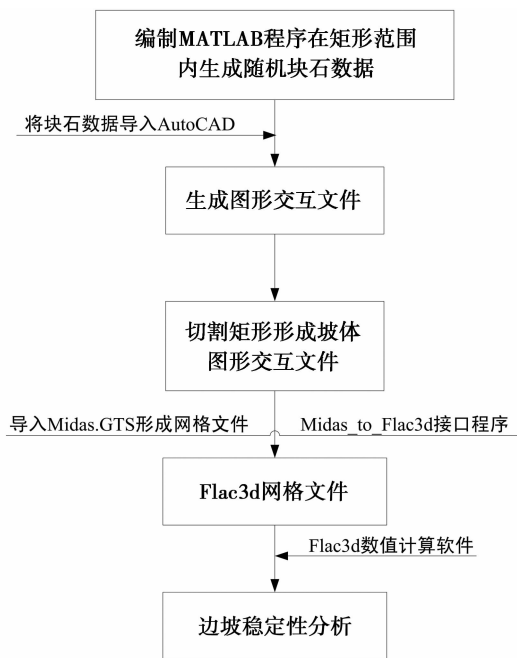 编制MATLAB程序在矩形范围
内生成随机块石数据
将块石数据导入AutoCAD
生成图形交互文件
切割矩形形成坡体
图形交互文件
导入Midas.GTS形成网格文件
Midas_to_Flac3d接口程序
Flac3d网格文件
Flac3d数值计算软件
边坡稳定性分析